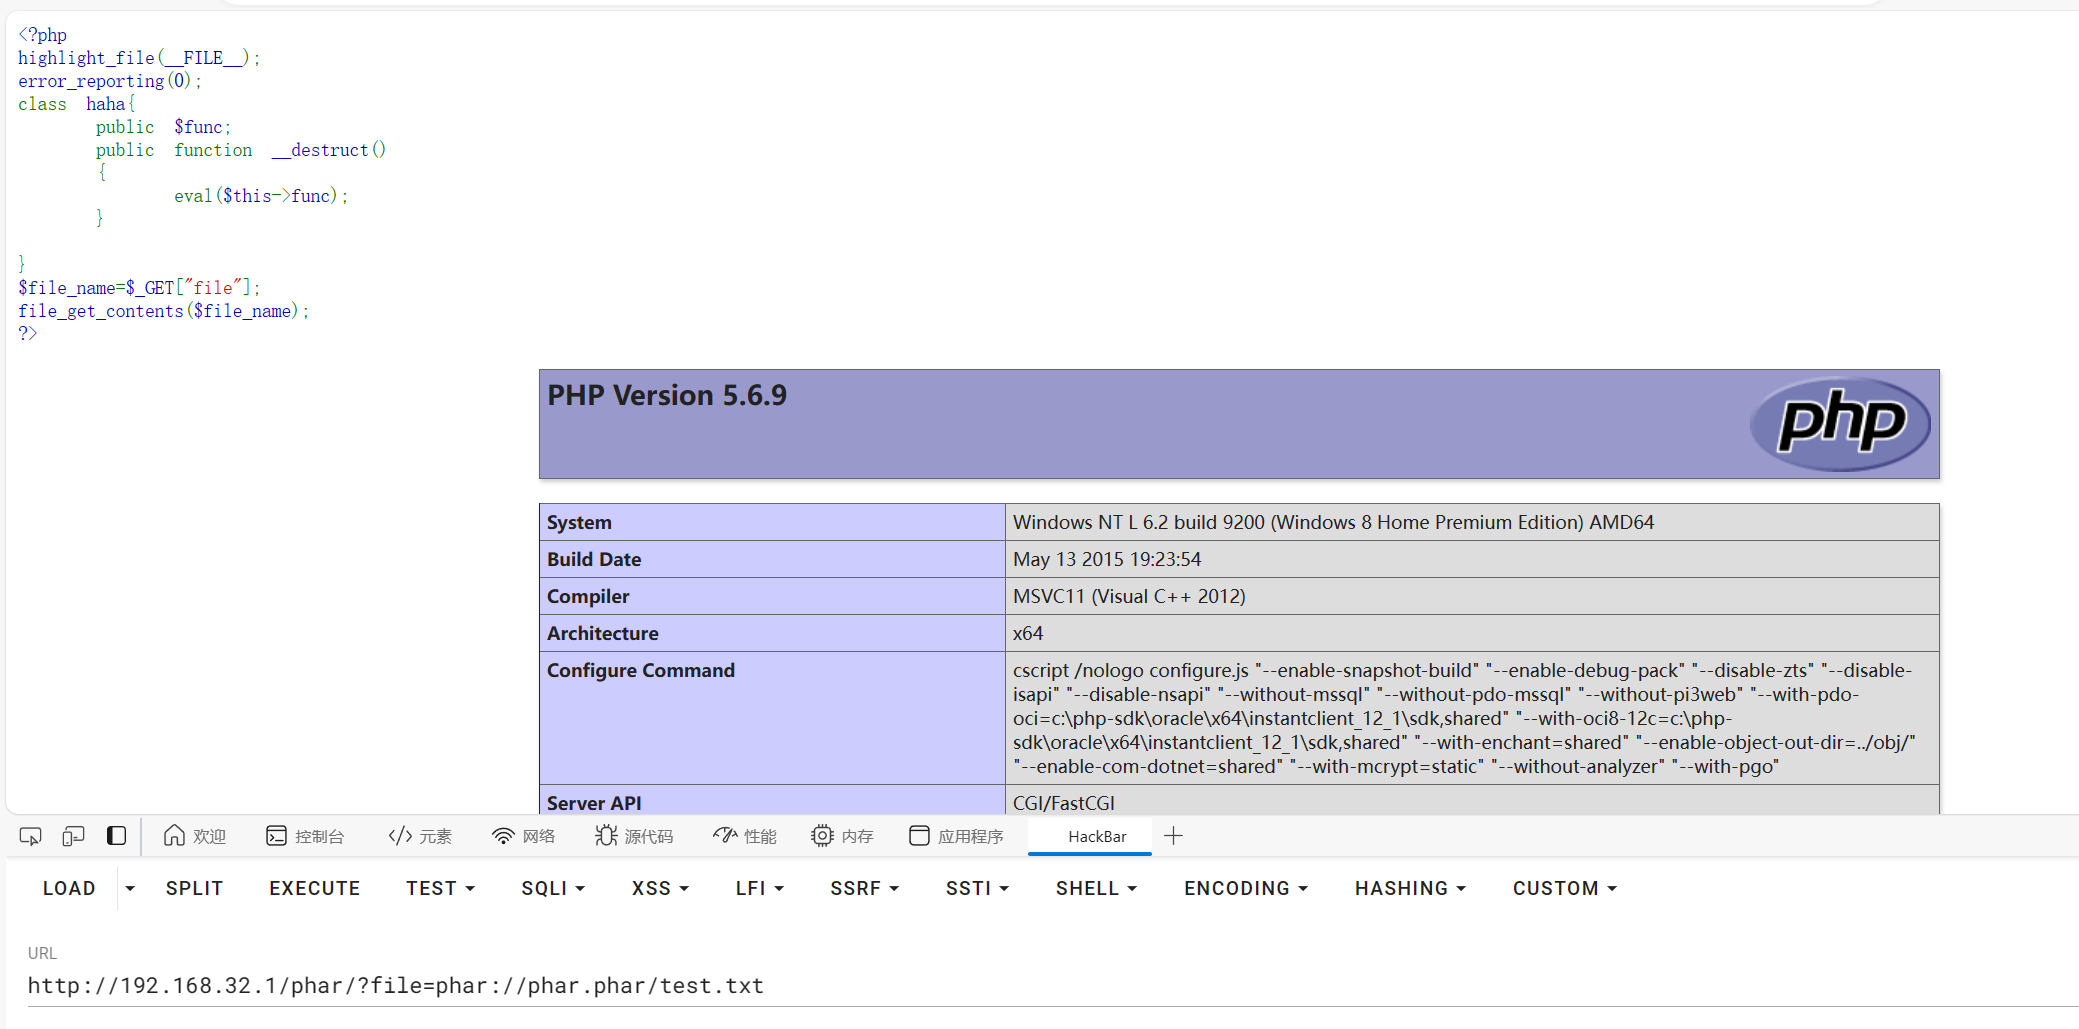 <?php
highlight_file(__FILE__);
error_reporting(0);
class haha{
public $func;
public function __destruct()
{
eval($this->func);
}
}
$file_name=$_GET["file"];
file_get_contents($file_name);
?>
PHP Version 5.6.9
php
System Windows NT L 6.2 build 9200 (Windows 8 Home Premium Edition) AMD64
Build Date May 13 2015 19:23:54
Compiler MSVC11 (Visual C++ 2012)
Architecture x64
Configure Command cscript /nologo configure.js "--enable-snapshot-build" "--enable-debug-pack" "--disable-zts" "--disable-
isapi" "--disable-nsapi" "--without-mssql" "--without-pdo-mssql" "--without-pi3web" "--with-pdo-
oci=c:\php-sdk\oracle\x64\instantclient_12_1\sdk,shared" "--with-oci8-12c=c:\php-
sdk\oracle\x64\instantclient_12_1\sdk,shared" "--with-enchant=shared" "--enable-object-out-dir=../obj/"
"--enable-com-dotnet=shared" "--with-mcrypt=static" "--without-analyzer" "--with-pgo"
Server API CGI/FastCGI
欢迎 控制台 元素 网络 源代码 性能 内存 应用程序 HackBar
LOAD SPLIT EXECUTE TEST SQLI XSS LFI SSRF SSTI SHELL ENCODING HASHING CUSTOM
URL
http://192.168.32.1/phar/?file=phar://phar.phar/test.txt